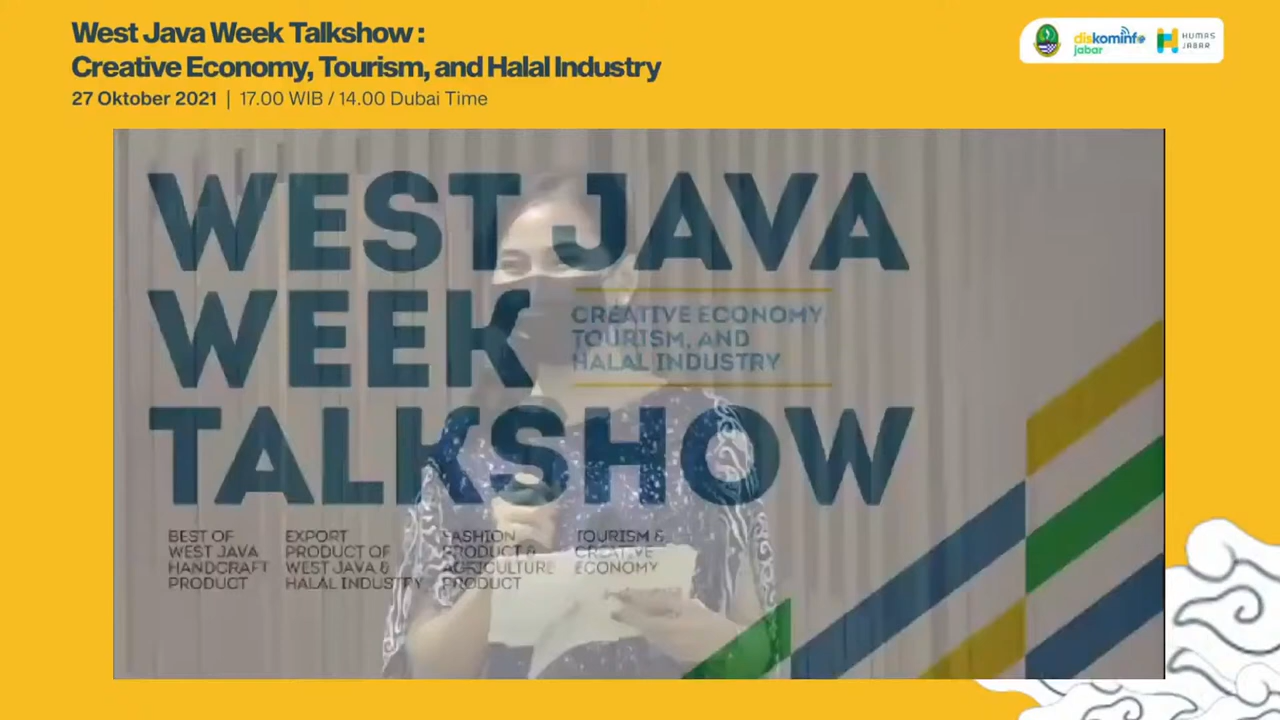 West Java Week Talkshow :
Creative Economy, Tourism, and Halal Industry
27 Oktober 2021 | 17.00 WIB / 14.00 Dubai Time
diskominfo
jabar
HUMAS
JABAR
WEST JAVA
WEEK
TALKSHOW
CREATIVE ECONOMY
TOURISM, AND
HALAL INDUSTRY
BEST OF
WEST JAVA
HANDCRAFT
PRODUCT
EXPORT
PRODUCT OF
WEST JAVA &
HALAL INDUSTRY
FASHION
PRODUCT &
AGRICULTURE
PRODUCT
TOURISM &
CREATIVE
ECONOMY